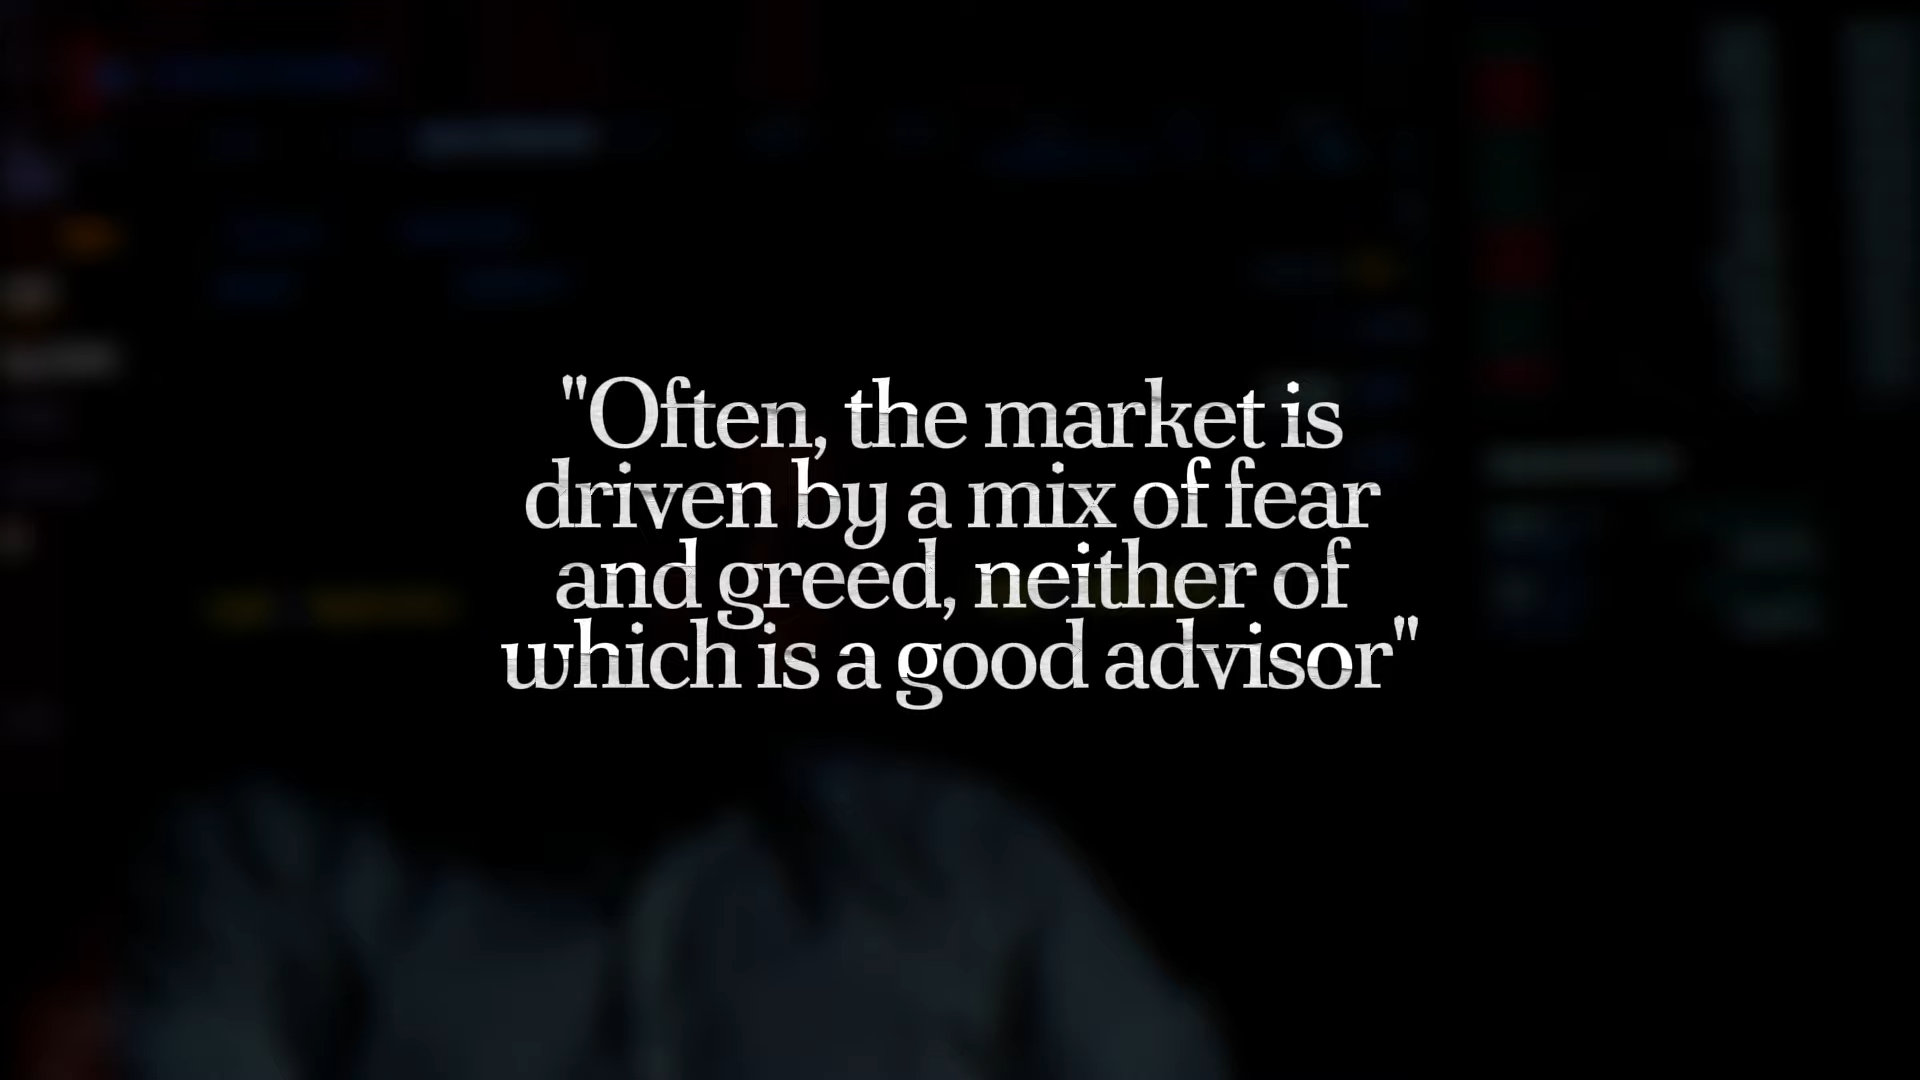 "Often, the market is
driven by a mix of fear
and greed, neither of
which is a good advisor"